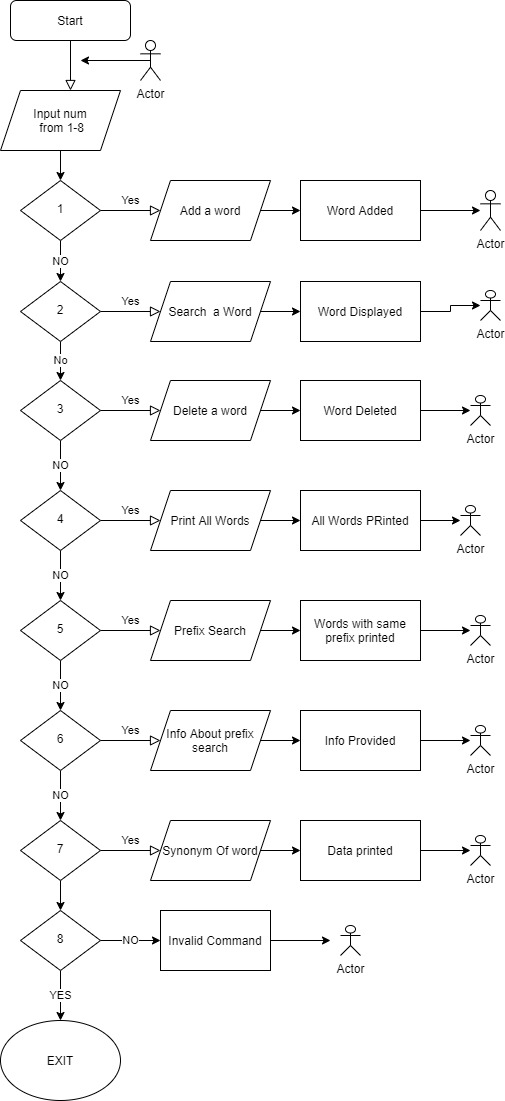 Start
Actor
Input num
from 1-8
1
Yes
Add a word
Word Added
Actor
NO
2
Yes
Search a Word
Word Displayed
Actor
No
3
Yes
Delete a word
Word Deleted
Actor
NO
4
Yes
Print All Words
All Words PRinted
Actor
NO
5
Yes
Prefix Search
Words with same
prefix printed
Actor
NO
6
Yes
Info About prefix
search
Info Provided
Actor
NO
7
Yes
Synonym Of word
Data printed
Actor
8
NO
Invalid Command
Actor
YES
EXIT